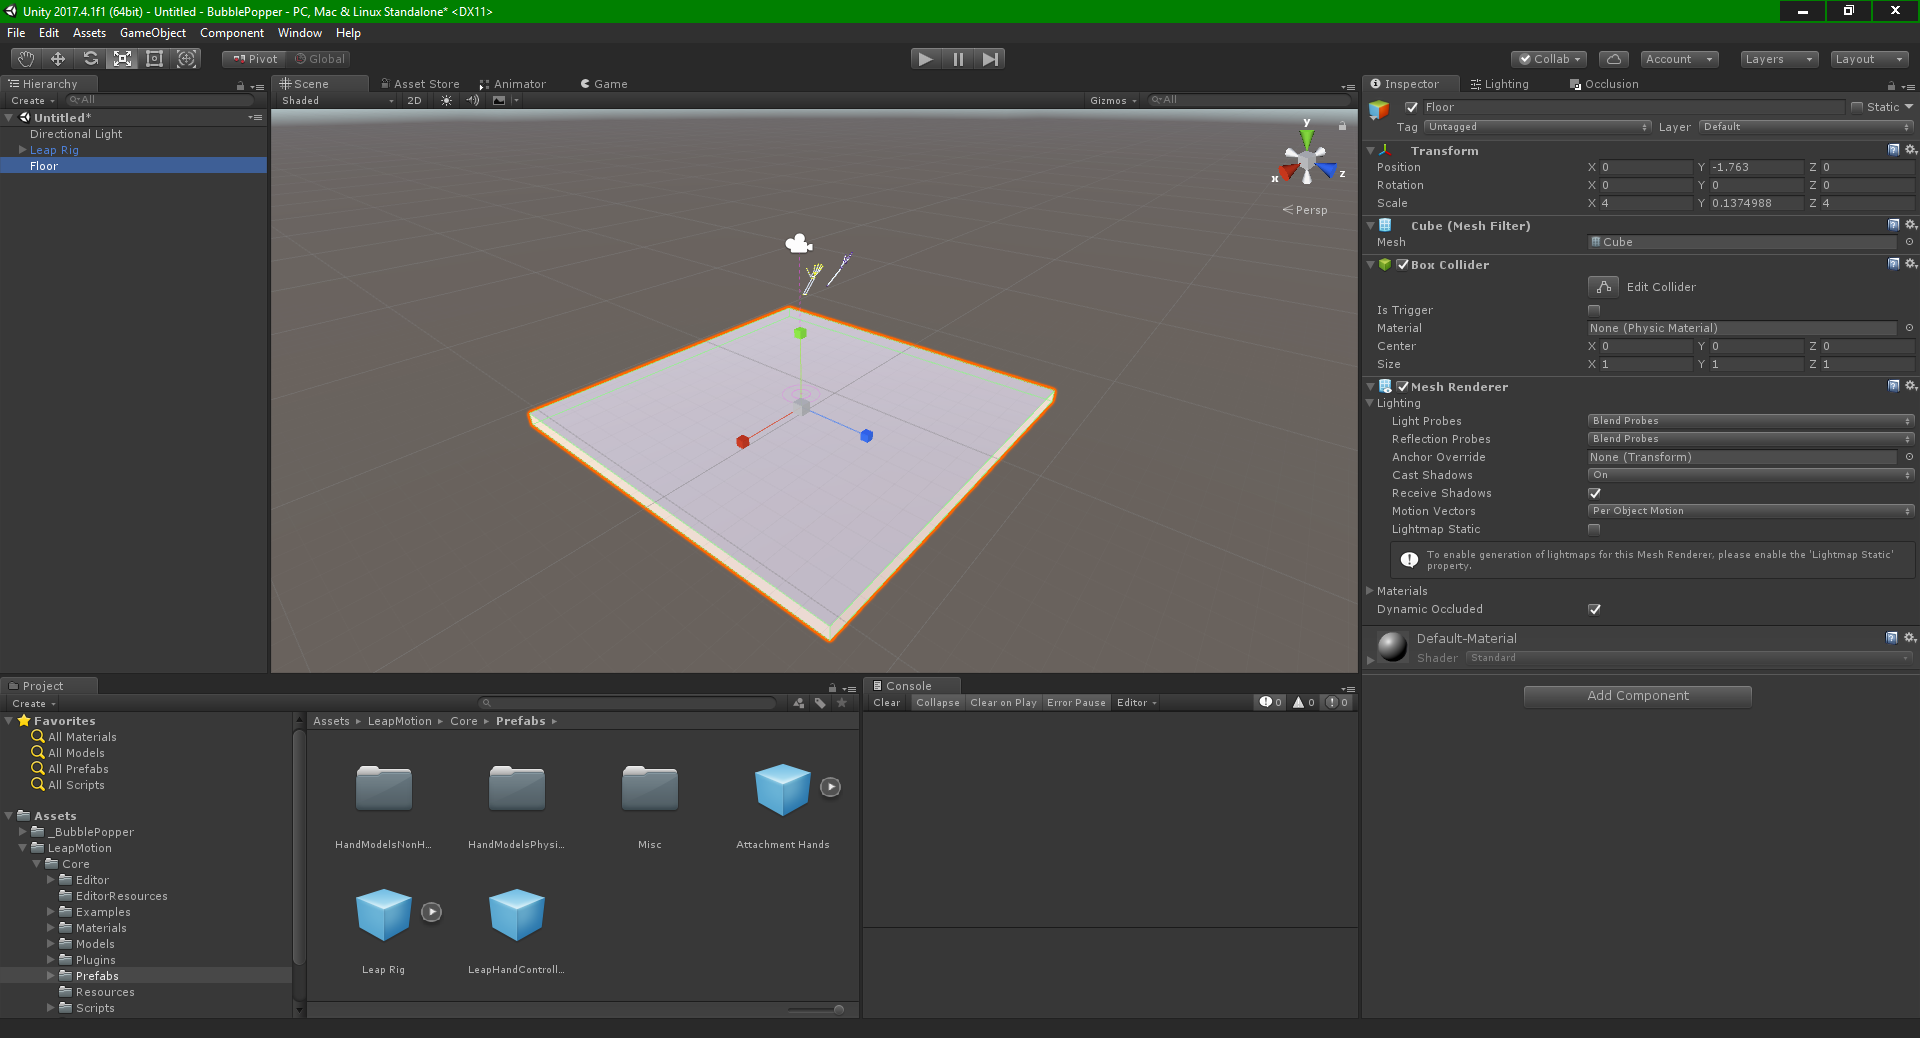 Unity 2017.4.1f1 (64bit) - Untitled - BubblePopper - PC, Mac & Linux Standalone* <DX11>
File Edit Assets GameObject Component Window Help
Pivot Global
Collab Account Layers Layout
Hierarchy
Create All
Untitled*
Directional Light
Leap Rig
Floor
Scene Asset Store Animator Game
Shaded 2D Gizmos All
y
x z
Persp
Inspector Lighting Occlusion
Floor Static
Tag Untagged Layer Default
Transform
Position X 0 Y -1.763 Z 0
Rotation X 0 Y 0 Z 0
Scale X 4 Y 0.1374988 Z 4
Cube (Mesh Filter)
Mesh Cube
Box Collider
Edit Collider
Is Trigger
Material None (Physic Material)
Center X 0 Y 0 Z 0
Size X 1 Y 1 Z 1
Mesh Renderer
Lighting
Light Probes Blend Probes
Reflection Probes Blend Probes
Anchor Override None (Transform)
Cast Shadows On
Receive Shadows
Motion Vectors Per Object Motion
Lightmap Static
To enable generation of lightmaps for this Mesh Renderer, please enable the 'Lightmap Static'
property.
Materials
Dynamic Occluded
Default-Material
Shader Standard
Add Component
Project
Create
Favorites
All Materials
All Models
All Prefabs
All Scripts
Assets
_BubblePopper
LeapMotion
Core
Editor
EditorResources
Examples
Materials
Models
Plugins
Prefabs
Resources
Scripts
Assets LeapMotion Core Prefabs
HandModelsNonH... HandModelsPhysi... Misc Attachment Hands
Leap Rig LeapHandControll...
Console
Clear Collapse Clear on Play Error Pause Editor 0 0 0